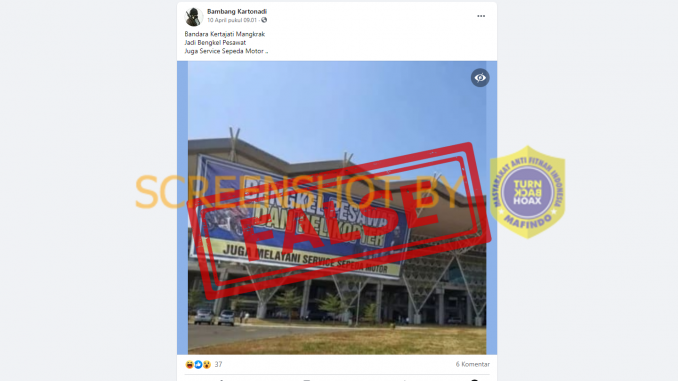 Bambang Kartonadi
10 April pukul 09.01 ·
Bandara Kertajati Mangkrak
Jadi Bengkel Pesawat
Juga Service Sepeda Motor ..
BENGKEL PESAWAT
DAN HELIKOPTER
JUGA MELAYANI SERVICE SEPEDA MOTOR
FALSE
SCREENSHOT BY
MASYARAKAT ANTI FITNAH INDONESIA
TURN
BACK
HOAX
MAFINDO
37
6 Komentar